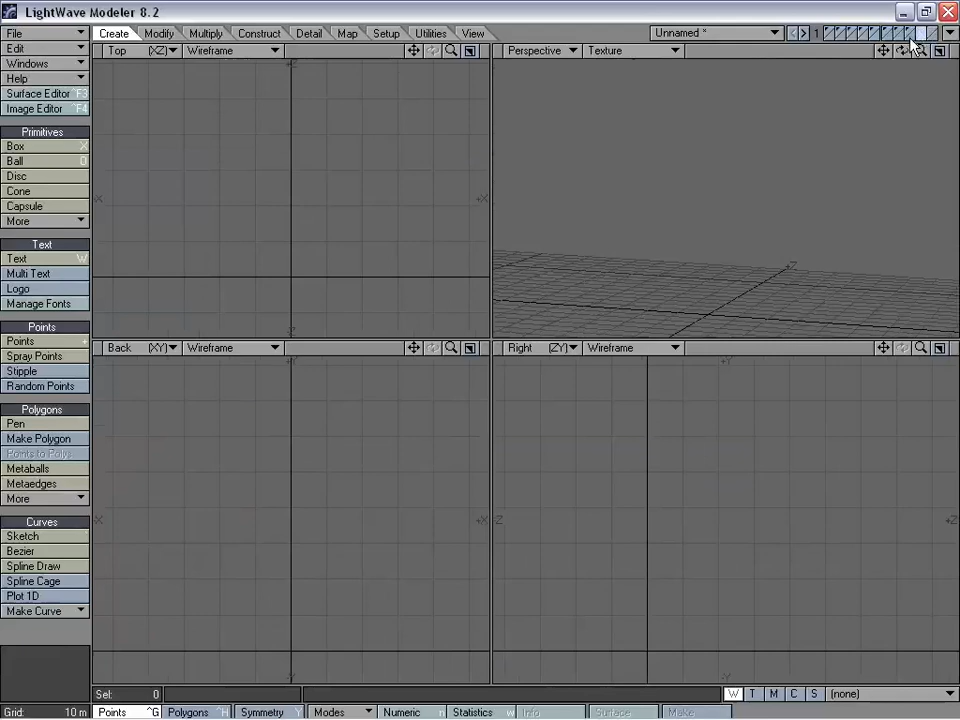 LightWave Modeler 8.2
File
Create
Modify
Multiply
Construct
Detail
Map
Setup
Utilities
View
Unnamed *
1
Edit
Windows
Help
Surface Editor ^F3
Image Editor ^F4
Top (XZ) Wireframe
Perspective Texture
Primitives
Box X
Ball O
Disc
Cone
Capsule
More
Text
Text W
Multi Text
Logo
Manage Fonts
Points
Points +
Spray Points
Stipple
Random Points
Polygons
Pen
Make Polygon
Points to Polys
Metaballs
Metaedges
More
Curves
Sketch
Bezier
Spline Draw
Spline Cage
Plot 1D
Make Curve
Back (XY) Wireframe
Right (ZY) Wireframe
-X
+X
-X
+X
-Z
+Z
+Y
-Y
Sel: 0
W T M C S (none)
Grid: 10 m
Points ^G
Polygons ^H
Symmetry Y
Modes
Numeric n
Statistics w
Info
Surface
Make